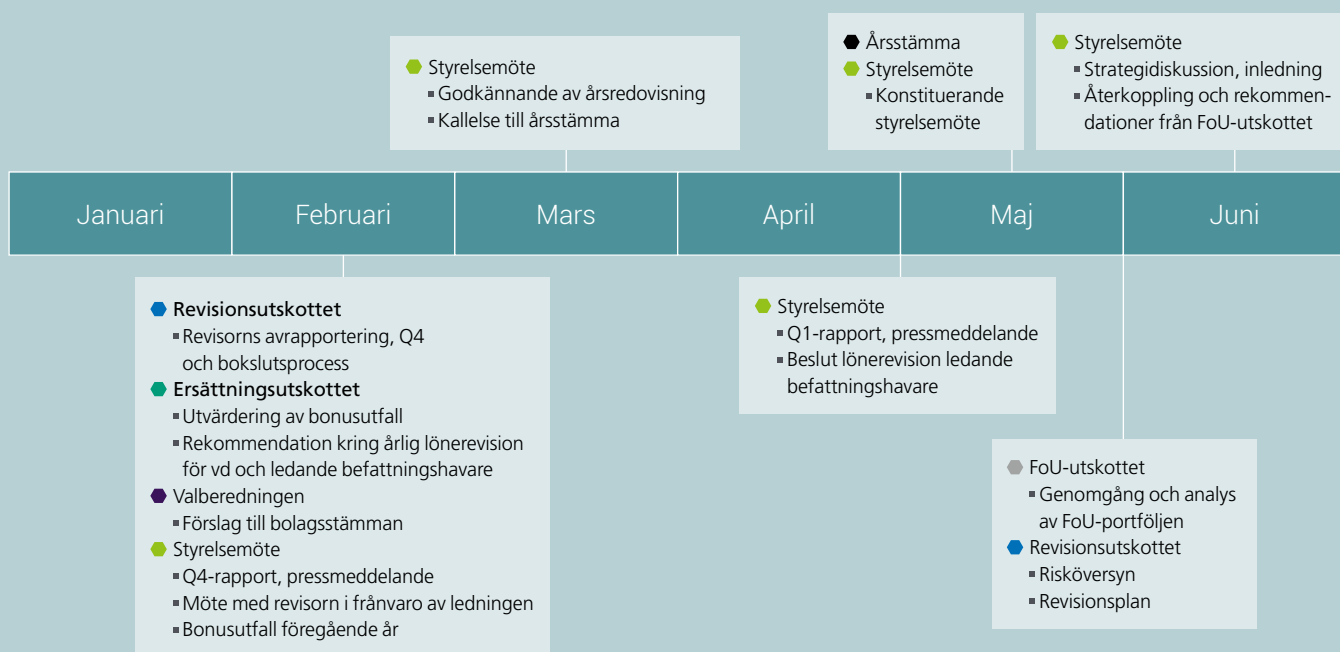 Styrelsemöte
Godkännande av årsredovisning
Kallelse till årsstämma
Årsstämma
Styrelsemöte
Konstituerande
styrelsemöte
Styrelsemöte
Strategidiskussion, inledning
Återkoppling och rekommen-
dationer från FoU-utskottet
Januari
Februari
Mars
April
Maj
Juni
Revisionsutskottet
Revisorns avrapportering, Q4
och bokslutsprocess
Ersättningsutskottet
Utvärdering av bonusutfall
Rekommendation kring årlig lönerevision
för vd och ledande befattningshavare
Valberedningen
Förslag till bolagsstämman
Styrelsemöte
Q4-rapport, pressmeddelande
Möte med revisorn i frånvaro av ledningen
Bonusutfall föregående år
Styrelsemöte
Q1-rapport, pressmeddelande
Beslut lönerevision ledande
befattningshavare
FoU-utskottet
Genomgång och analys
av FoU-portföljen
Revisionsutskottet
Risköversyn
Revisionsplan